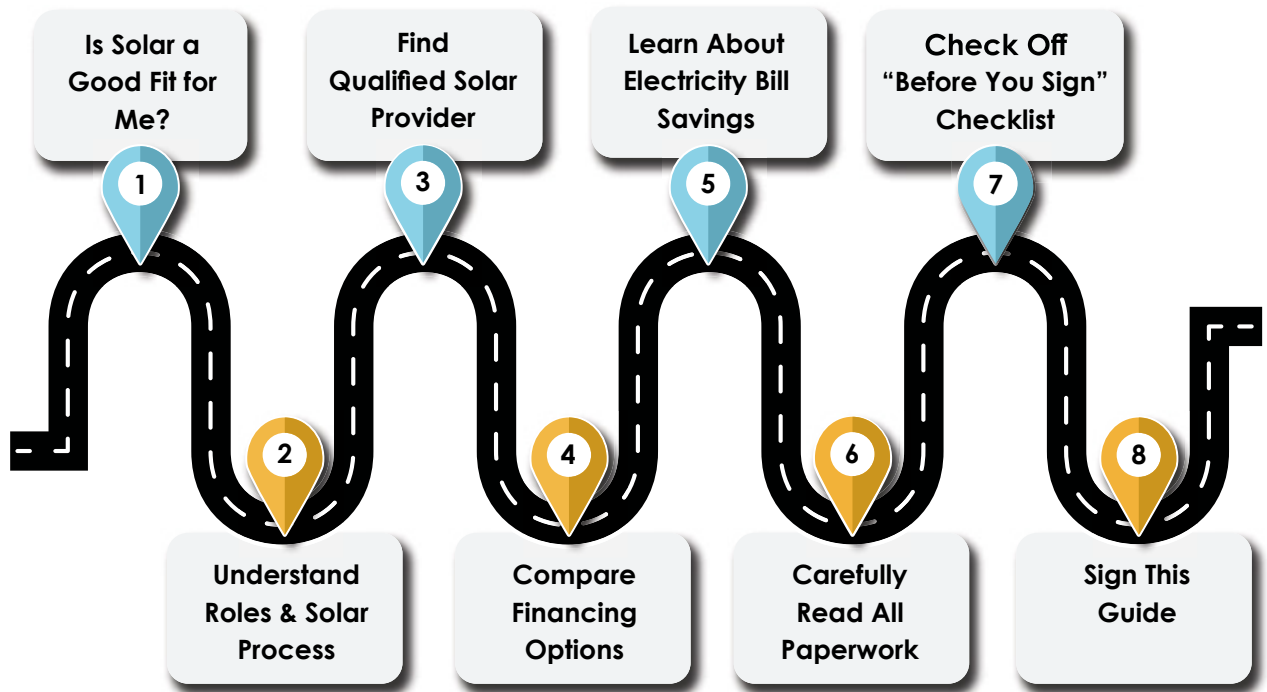 Is Solar a
Good Fit for
Me?
1
Understand
Roles & Solar
Process
2
Find
Qualified Solar
Provider
3
Compare
Financing
Options
4
Learn About
Electricity Bill
Savings
5
Carefully
Read All
Paperwork
6
Check Off
“Before You Sign”
Checklist
7
Sign This
Guide
8